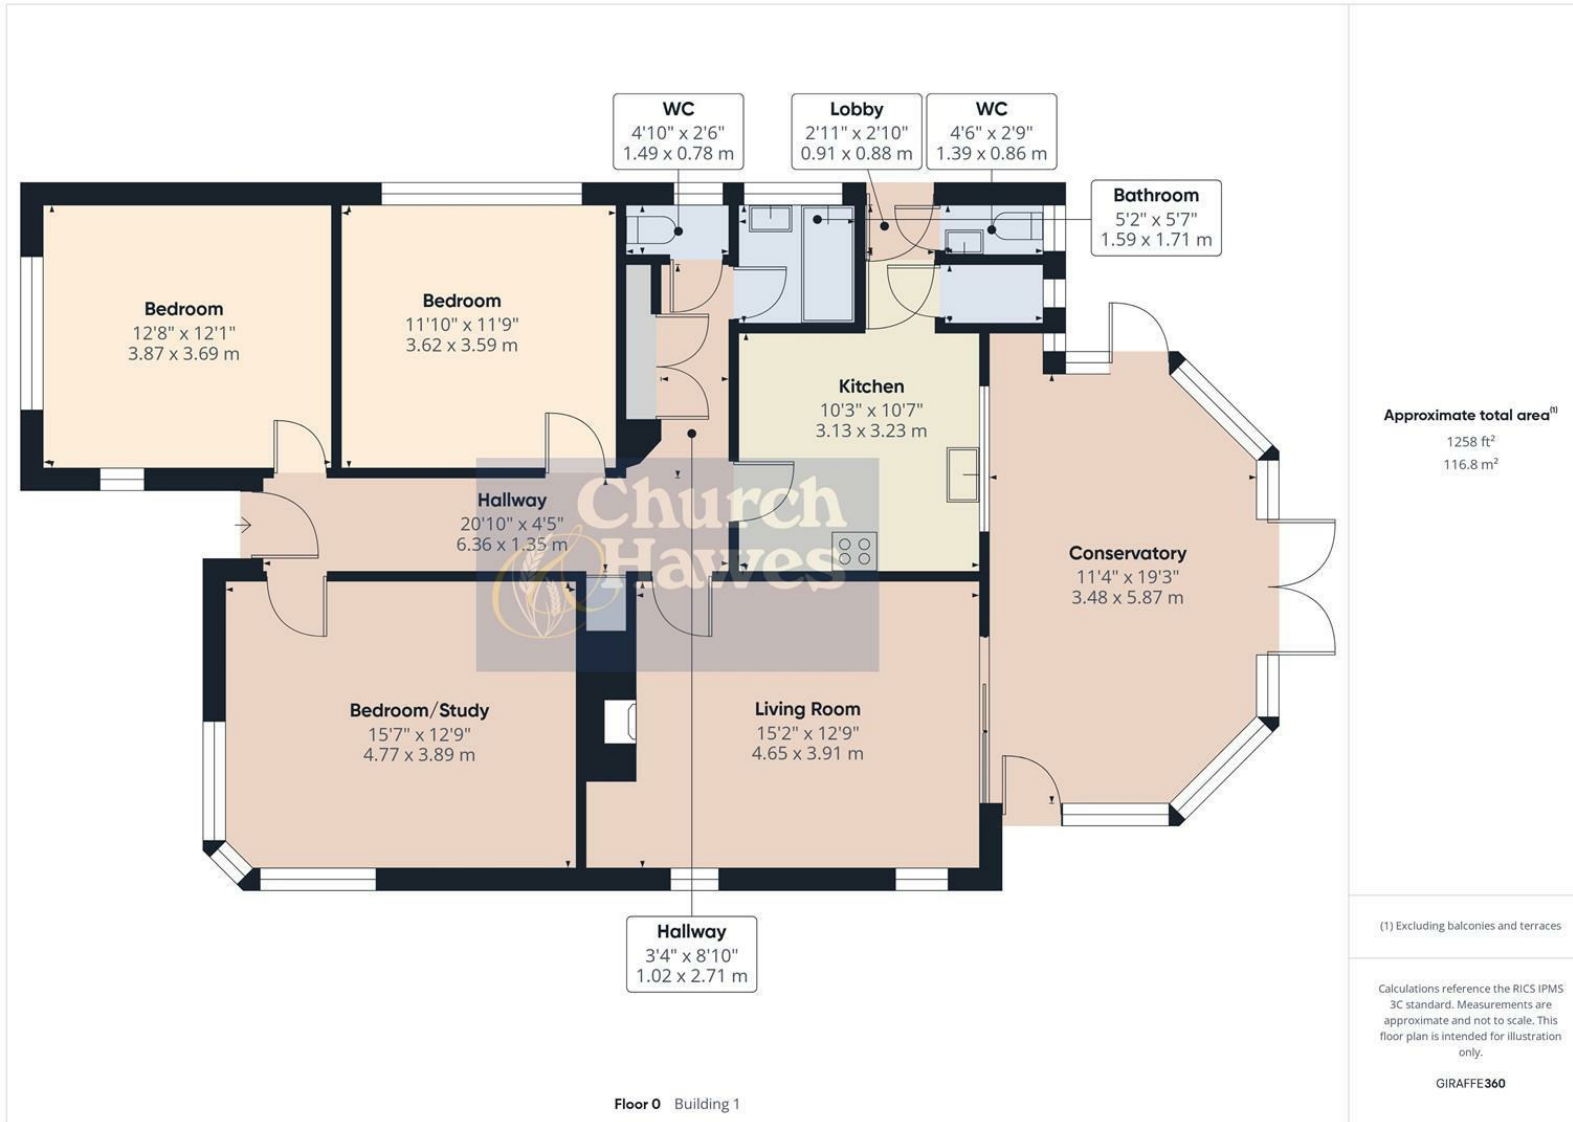 WC
4'10" x 2'6"
1.49 x 0.78 m
Lobby
2'11" x 2'10"
0.91 x 0.88 m
WC
4'6" x 2'9"
1.39 x 0.86 m
Bathroom
5'2" x 5'7"
1.59 x 1.71 m
Bedroom
12'8" x 12'1"
3.87 x 3.69 m
Bedroom
11'10" x 11'9"
3.62 x 3.59 m
Kitchen
10'3" x 10'7"
3.13 x 3.23 m
Hallway
20'10" x 4'5"
6.36 x 1.35 m
Church
& Hawes
Conservatory
11'4" x 19'3"
3.48 x 5.87 m
Bedroom/Study
15'7" x 12'9"
4.77 x 3.89 m
Living Room
15'2" x 12'9"
4.65 x 3.91 m
Hallway
3'4" x 8'10"
1.02 x 2.71 m
Floor 0 Building 1
Approximate total area⁽¹⁾
1258 ft²
116.8 m²
(1) Excluding balconies and terraces
Calculations reference the RICS IPMS
3C standard. Measurements are
approximate and not to scale. This
floor plan is intended for illustration
only.
GIRAFFE360